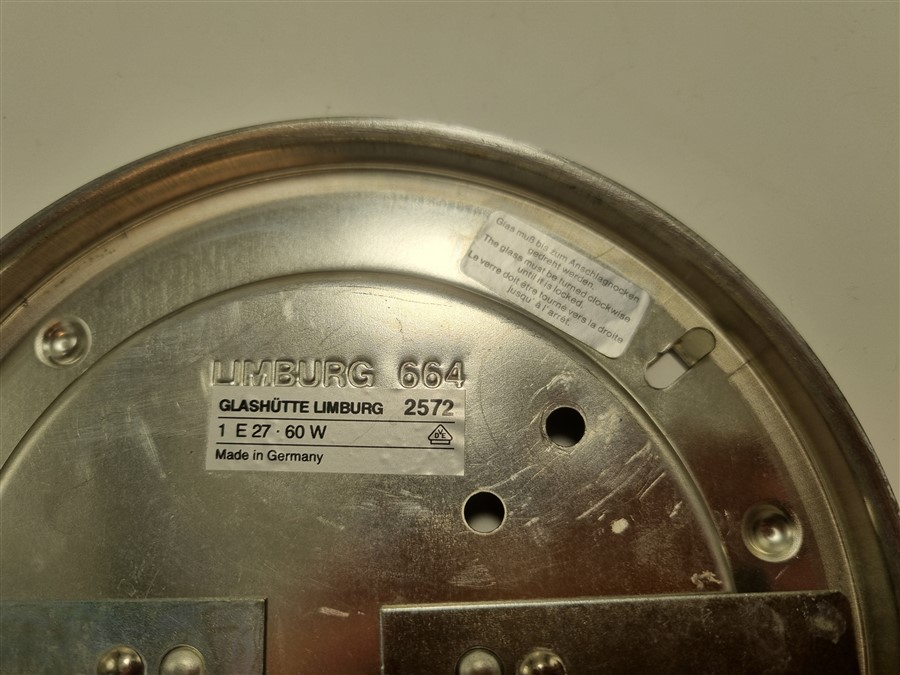 Glas muß bis zum Anschlagnocken
gedreht werden.
The glass must be turned clockwise
until it is locked.
Le verre doit être tourné vers la droite
jusqu' à l'arrêt.
LIMBURG 664
GLASHÜTTE LIMBURG 2572
1 E 27 · 60 W
DVE
Made in Germany